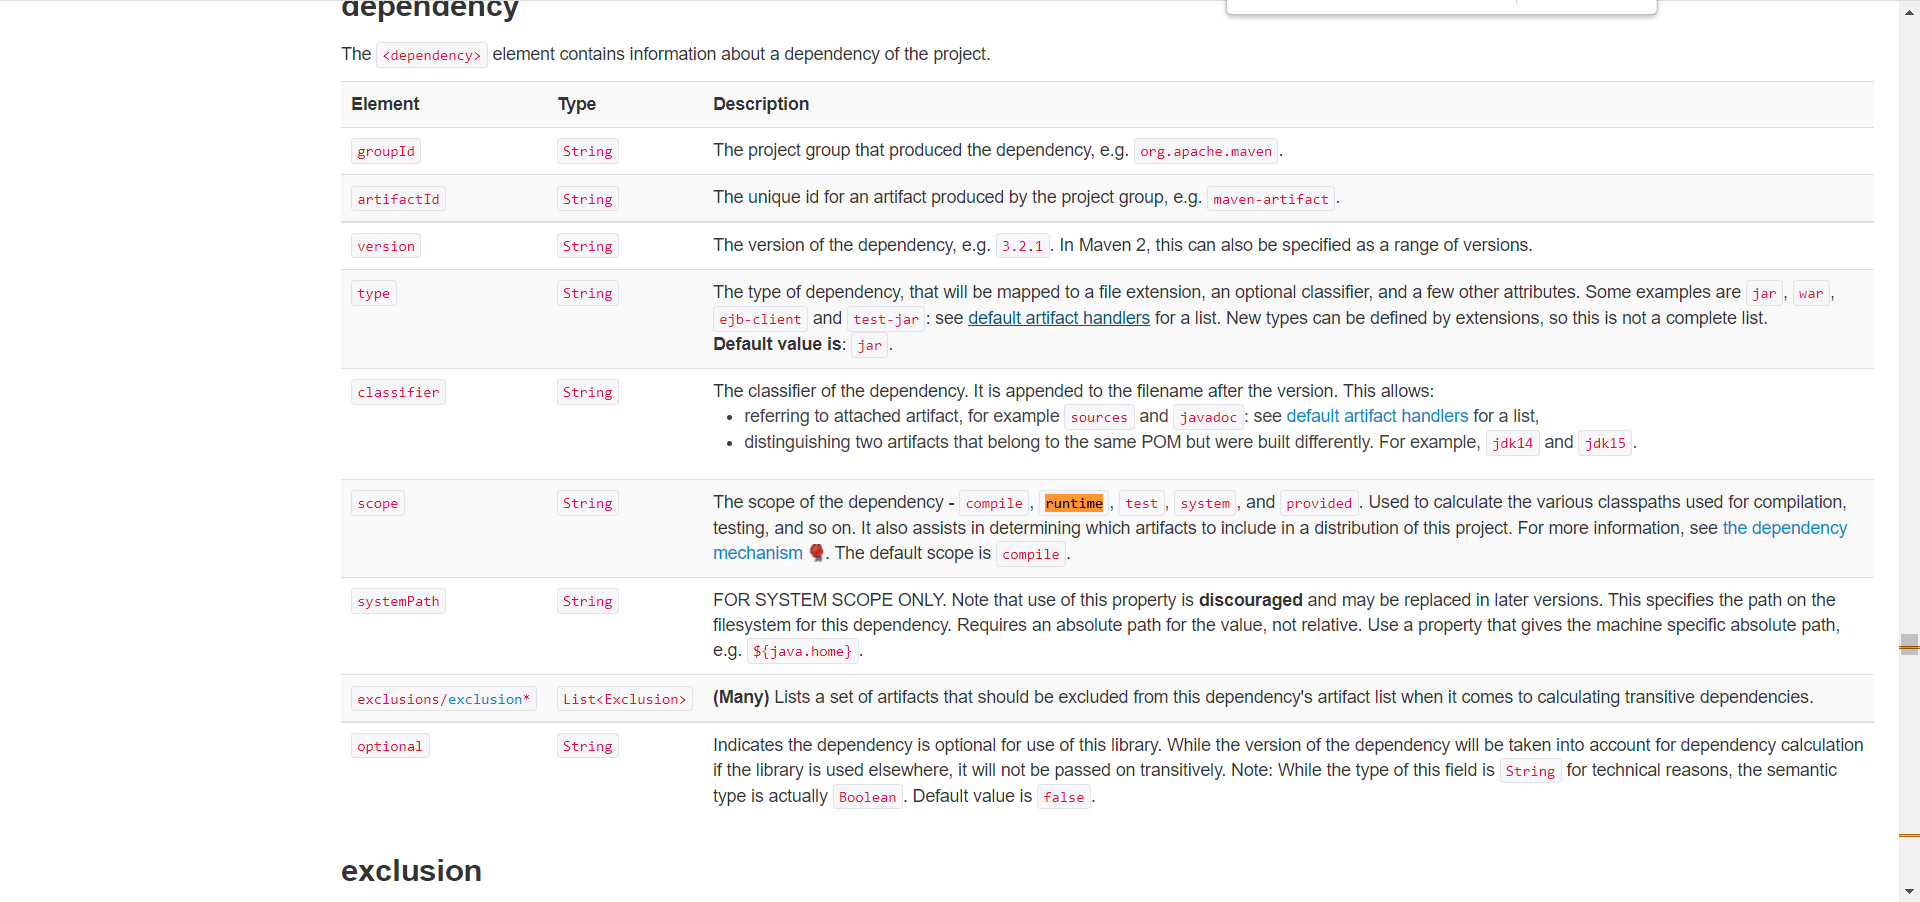 dependency
The <dependency> element contains information about a dependency of the project.
Element Type Description
groupId String The project group that produced the dependency, e.g. org.apache.maven.
artifactId String The unique id for an artifact produced by the project group, e.g. maven-artifact.
version String The version of the dependency, e.g. 3.2.1. In Maven 2, this can also be specified as a range of versions.
type String The type of dependency, that will be mapped to a file extension, an optional classifier, and a few other attributes. Some examples are jar, war,
ejb-client and test-jar: see default artifact handlers for a list. New types can be defined by extensions, so this is not a complete list.
Default value is: jar.
classifier String The classifier of the dependency. It is appended to the filename after the version. This allows:
• referring to attached artifact, for example sources and javadoc: see default artifact handlers for a list,
• distinguishing two artifacts that belong to the same POM but were built differently. For example, jdk14 and jdk15.
scope String The scope of the dependency - compile, runtime, test, system, and provided. Used to calculate the various classpaths used for compilation,
testing, and so on. It also assists in determining which artifacts to include in a distribution of this project. For more information, see the dependency
mechanism. The default scope is compile.
systemPath String FOR SYSTEM SCOPE ONLY. Note that use of this property is discouraged and may be replaced in later versions. This specifies the path on the
filesystem for this dependency. Requires an absolute path for the value, not relative. Use a property that gives the machine specific absolute path,
e.g. ${java.home}.
exclusions/exclusion* List<Exclusion> (Many) Lists a set of artifacts that should be excluded from this dependency's artifact list when it comes to calculating transitive dependencies.
optional String Indicates the dependency is optional for use of this library. While the version of the dependency will be taken into account for dependency calculation
if the library is used elsewhere, it will not be passed on transitively. Note: While the type of this field is String for technical reasons, the semantic
type is actually Boolean. Default value is false.
exclusion